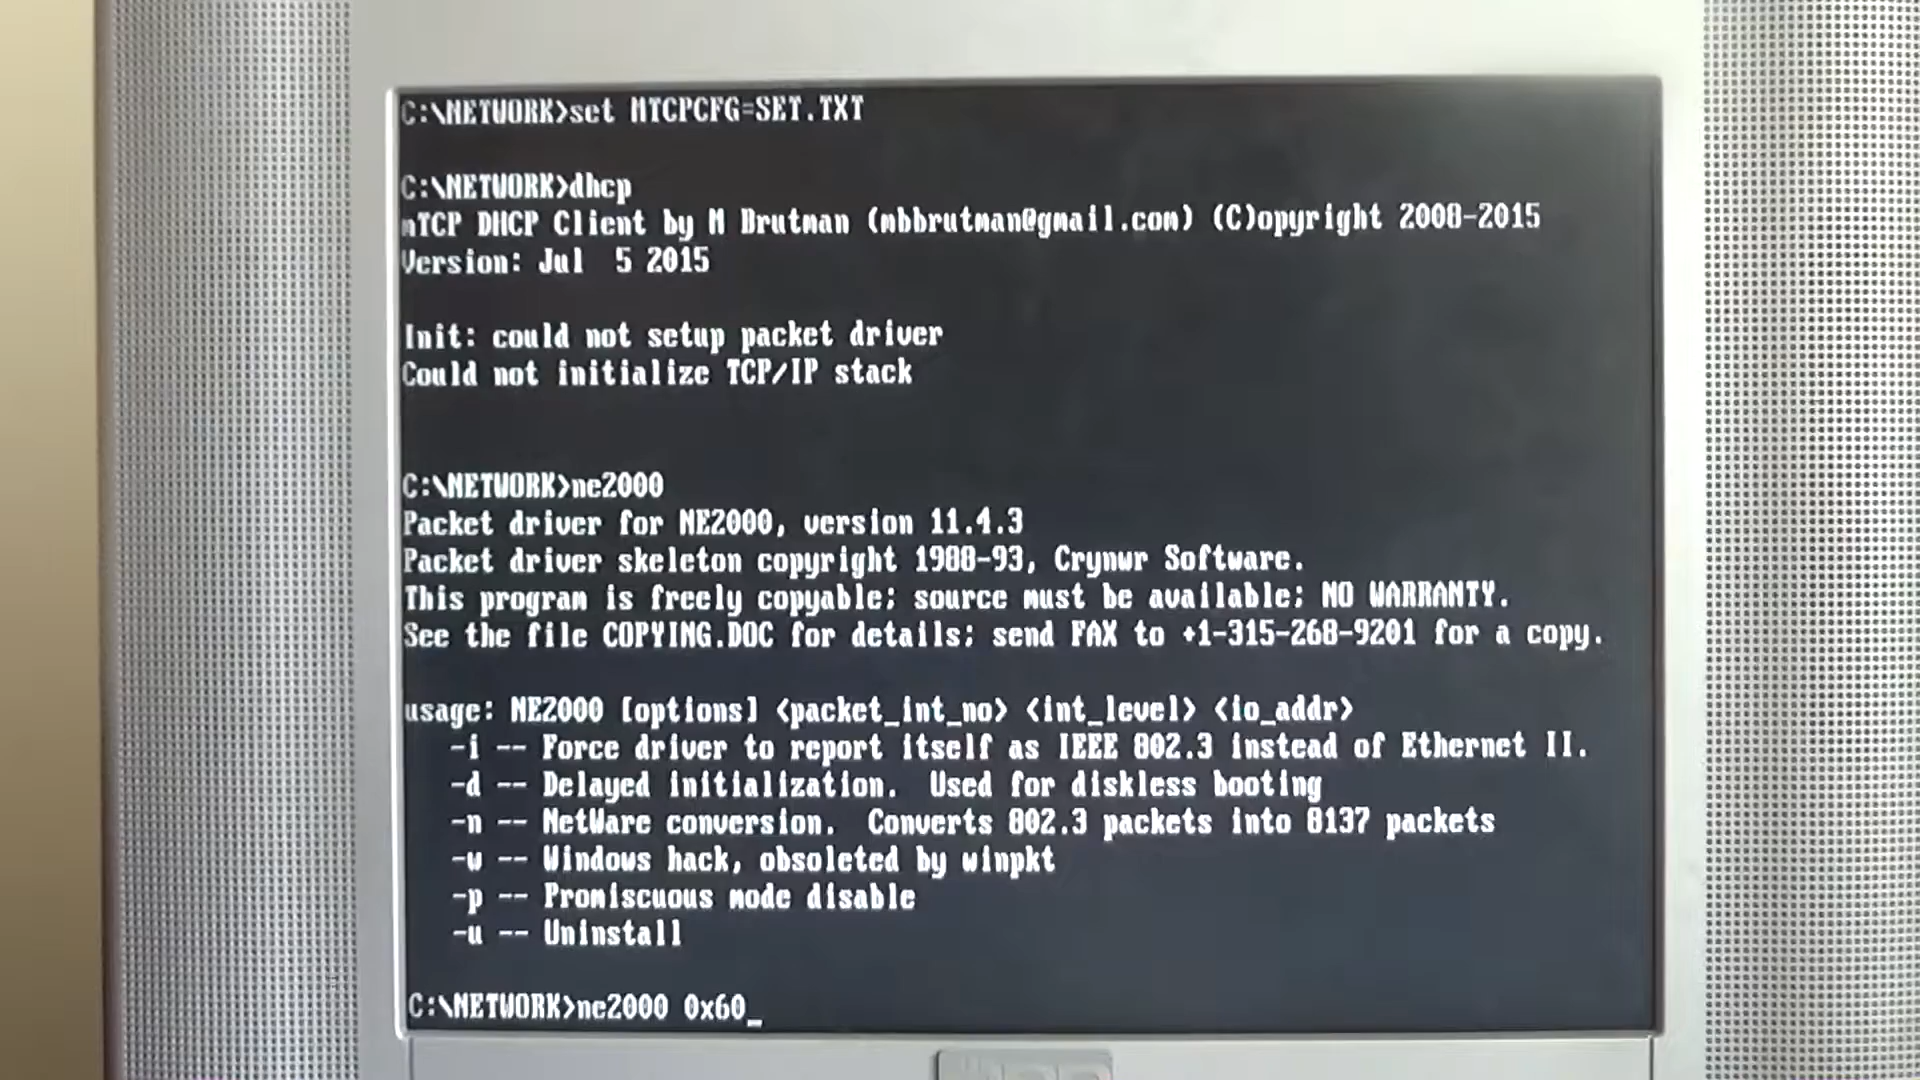 C:\NETWORK>set MTCPCFG=SET.TXT
C:\NETWORK>dhcp
mTCP DHCP Client by M Brutman (mbbrutman@gmail.com) (C)opyright 2008-2015
Version: Jul  5 2015
Init: could not setup packet driver
Could not initialize TCP/IP stack
C:\NETWORK>ne2000
Packet driver for NE2000, version 11.4.3
Packet driver skeleton copyright 1988-93, Crynwr Software.
This program is freely copyable; source must be available; NO WARRANTY.
See the file COPYING.DOC for details; send FAX to +1-315-268-9201 for a copy.
usage: NE2000 [options] <packet_int_no> <int_level> <io_addr>
-i -- Force driver to report itself as IEEE 802.3 instead of Ethernet II.
-d -- Delayed initialization.  Used for diskless booting
-n -- NetWare conversion.  Converts 802.3 packets into 8137 packets
-w -- Windows hack, obsoleted by winpkt
-p -- Promiscuous mode disable
-u -- Uninstall
C:\NETWORK>ne2000 0x60_